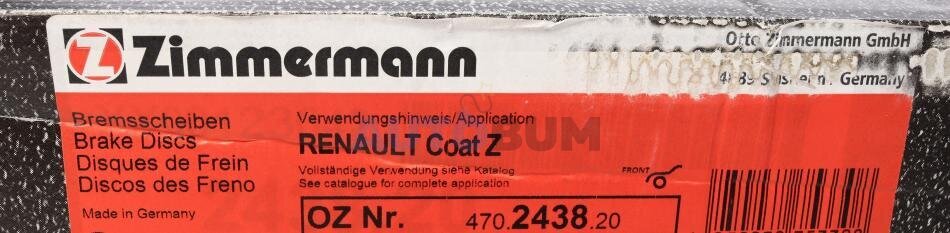 Z Zimmermann
Otto Zimmermann GmbH
Germany
Bremsscheiben
Brake Discs
Disques de Frein
Discos des Freno
Made in Germany
Verwendungshinweis/Application
RENAULT Coat Z
Vollständige Verwendung siehe Katalog
See catalogue for complete application
FRONT
OZ Nr. 470.2438.20